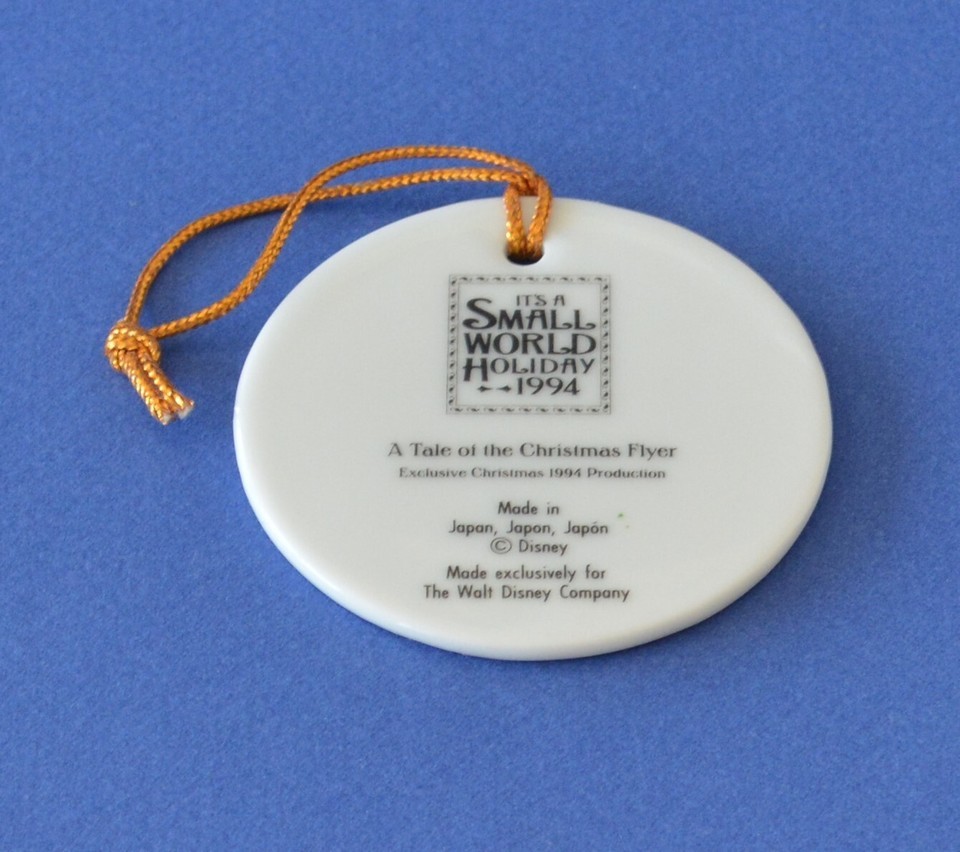 IT'S A
SMALL
WORLD
HOLIDAY
1994
A Tale of the Christmas Flyer
Exclusive Christmas 1994 Production
Made in
Japan, Japon, Japón
© Disney
Made exclusively for
The Walt Disney Company